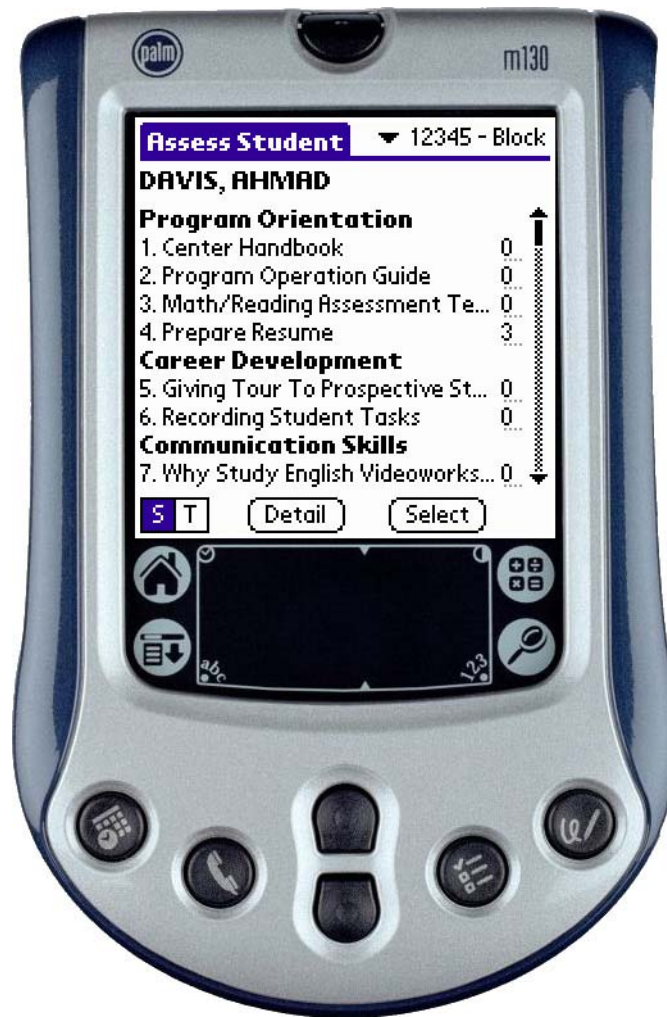 palm
m130
Assess Student 12345 - Block
DAVIS, AHMAD
Program Orientation
1. Center Handbook 0
2. Program Operation Guide 0
3. Math/Reading Assessment Te... 0
4. Prepare Resume 3
Career Development
5. Giving Tour To Prospective St... 0
6. Recording Student Tasks 0
Communication Skills
7. Why Study English Videoworks... 0
S T Detail Select
abc 123